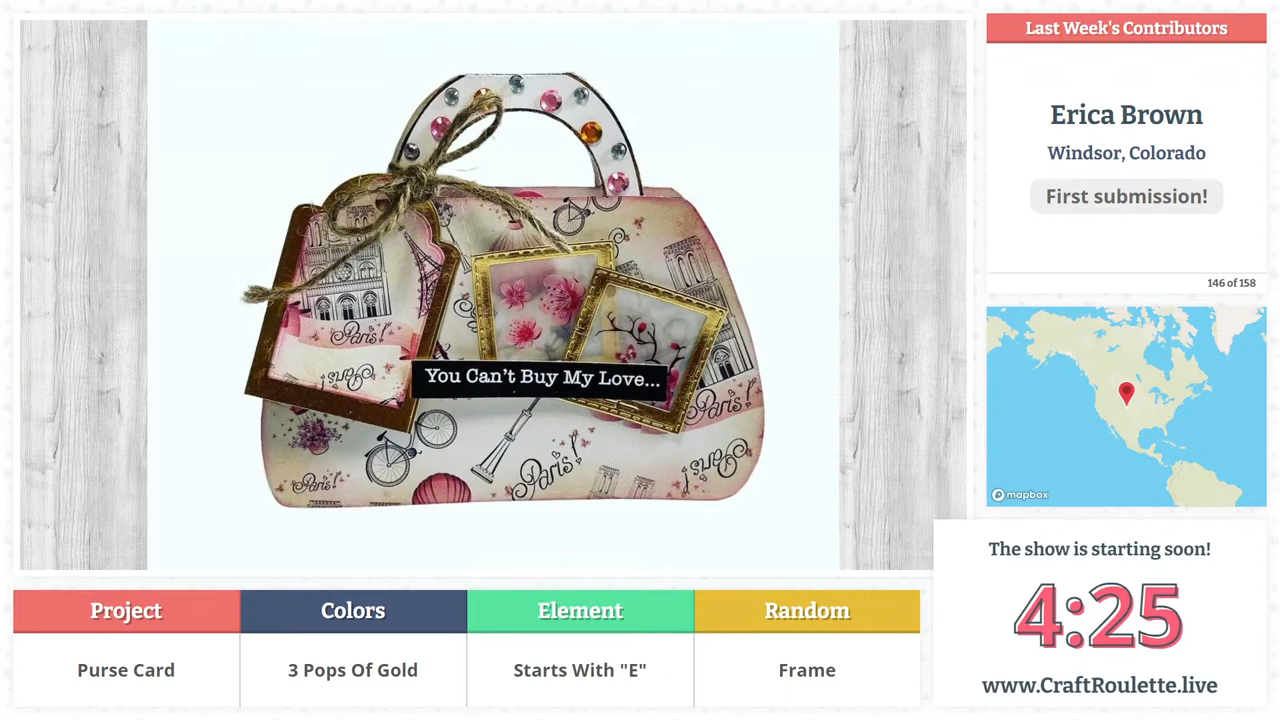 Last Week's Contributors
Erica Brown
Windsor, Colorado
First submission!
146 of 158
Paris!
Paris!
You Can't Buy My Love...
Paris!
Paris!
Paris!
Paris!
mapbox
The show is starting soon!
4:25
www.CraftRoulette.live
Project
Colors
Element
Random
Purse Card
3 Pops Of Gold
Starts With "E"
Frame